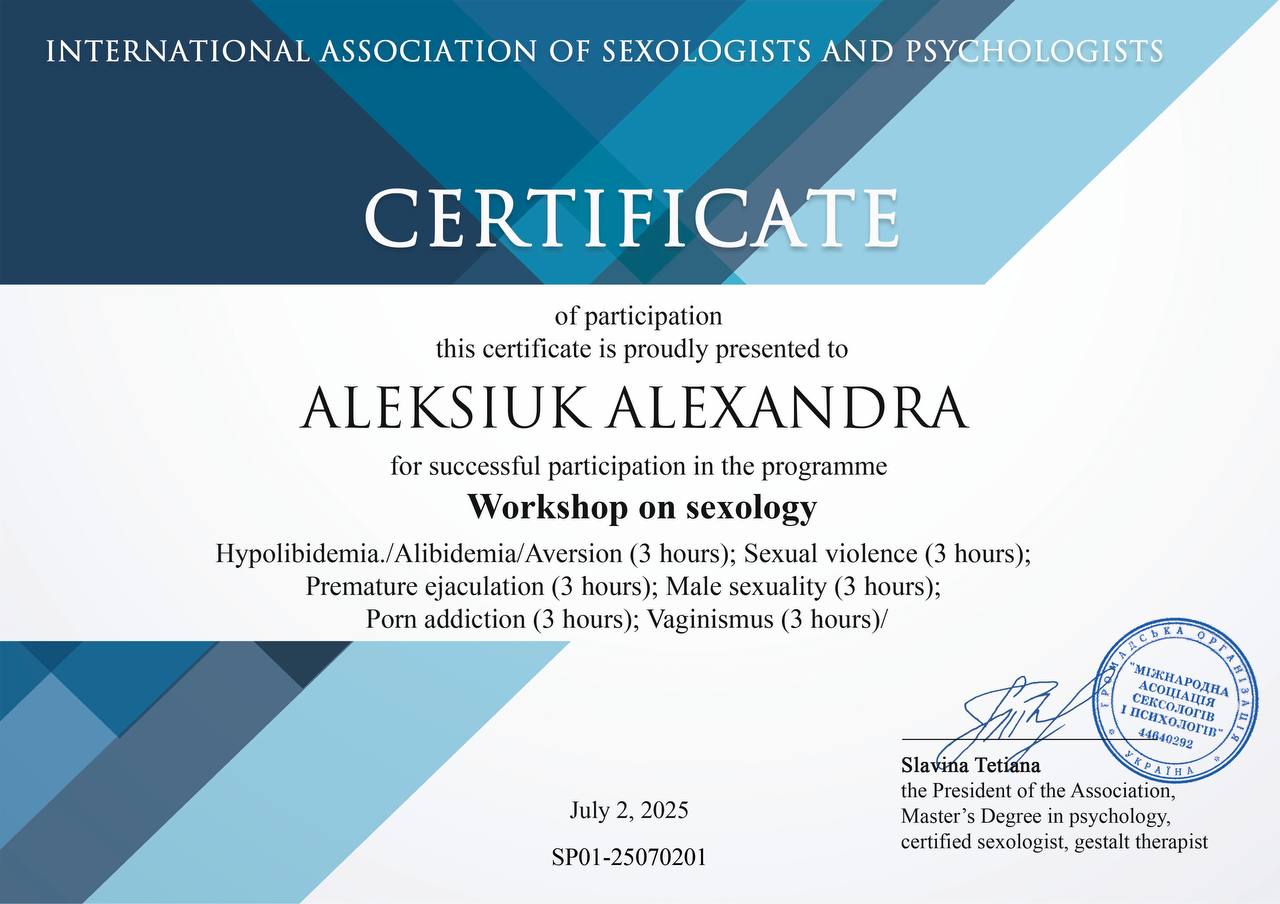 INTERNATIONAL ASSOCIATION OF SEXOLOGISTS AND PSYCHOLOGISTS
CERTIFICATE
of participation
this certificate is proudly presented to
ALEKSIUK ALEXANDRA
for successful participation in the programme
Workshop on sexology
Hypolibidemia./Alibidemia/Aversion (3 hours); Sexual violence (3 hours);
Premature ejaculation (3 hours); Male sexuality (3 hours);
Porn addiction (3 hours); Vaginismus (3 hours)/
ГРОМАДСЬКА ОРГАНІЗАЦІЯ
"МІЖНАРОДНА
АСОЦІАЦІЯ
СЕКСОЛОГІВ
І ПСИХОЛОГІВ"
44640292
УКРАЇНА
Slavina Tetiana
the President of the Association,
Master’s Degree in psychology,
certified sexologist, gestalt therapist
July 2, 2025
SP01-25070201